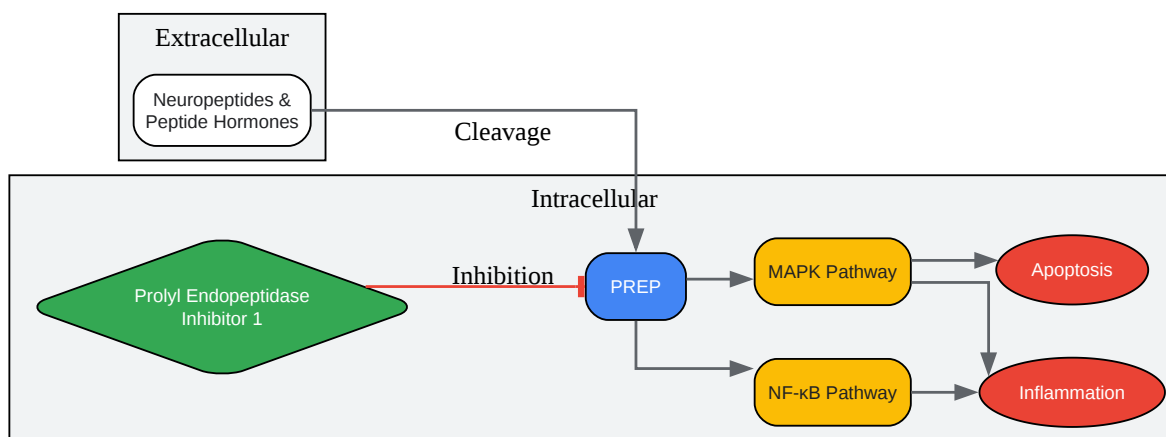 Extracellular
Neuropeptides &
Peptide Hormones
Cleavage
Intracellular
Prolyl Endopeptidase
Inhibitor 1
Inhibition
PREP
MAPK Pathway
Apoptosis
NF-κB Pathway
Inflammation